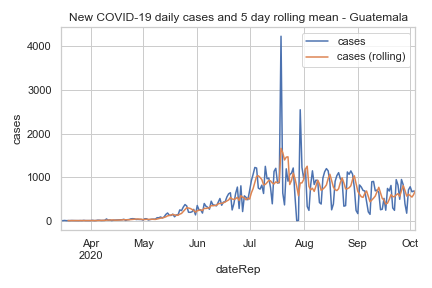 New COVID-19 daily cases and 5 day rolling mean - Guatemala
cases
cases (rolling)
4000
3000
2000
1000
0
cases
Apr
2020
May
Jun
Jul
Aug
Sep
Oct
dateRep